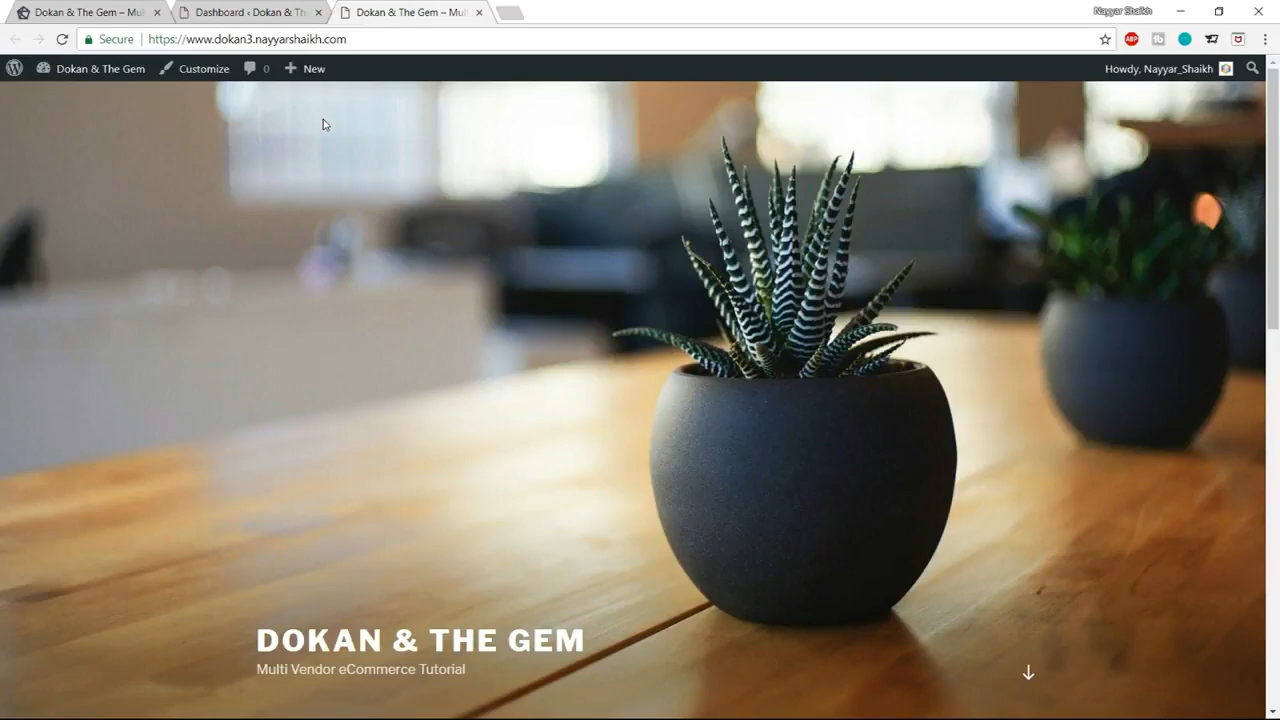 Dokan & The Gem – Mul
Dashboard ‹ Dokan & Th
Dokan & The Gem – Mul
Nayyar Shaikh
Secure
https://www.dokan3.nayyarshaikh.com
ABP
Dokan & The Gem
Customize
0
New
Howdy, Nayyar_Shaikh
DOKAN & THE GEM
Multi Vendor eCommerce Tutorial